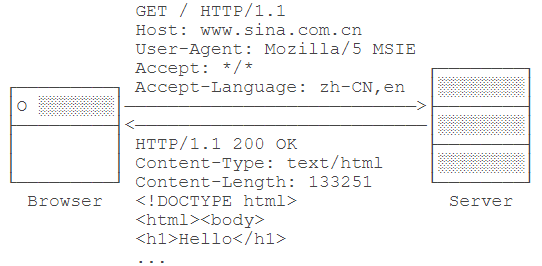 GET / HTTP/1.1
Host: www.sina.com.cn
User-Agent: Mozilla/5 MSIE
Accept: */*
Accept-Language: zh-CN,en
HTTP/1.1 200 OK
Content-Type: text/html
Content-Length: 133251
<!DOCTYPE html>
<html><body>
<h1>Hello</h1>
...
Browser
Server